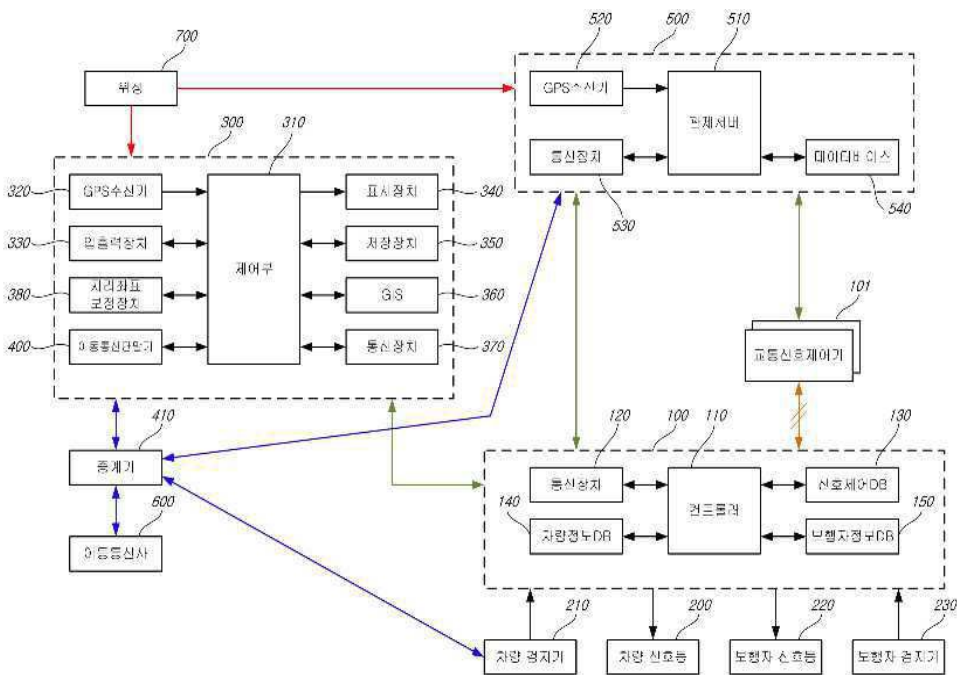 700
위성
520
500
510
GPS수신기
관제서버
통신장치
데이터베이스
530
540
300
310
320
GPS수신기
표시장치
340
330
입출력장치
제어부
저장장치
350
380
지리좌표
보정장치
GIS
360
400
이동통신단말기
통신장치
370
101
교통신호제어기
410
중계기
600
이동통신사
120
100
110
130
통신장치
컨트롤러
신호제어DB
140
차량정보DB
보행자정보DB
150
210
200
220
230
차량 검지기
차량 신호등
보행자 신호등
보행자 검지기